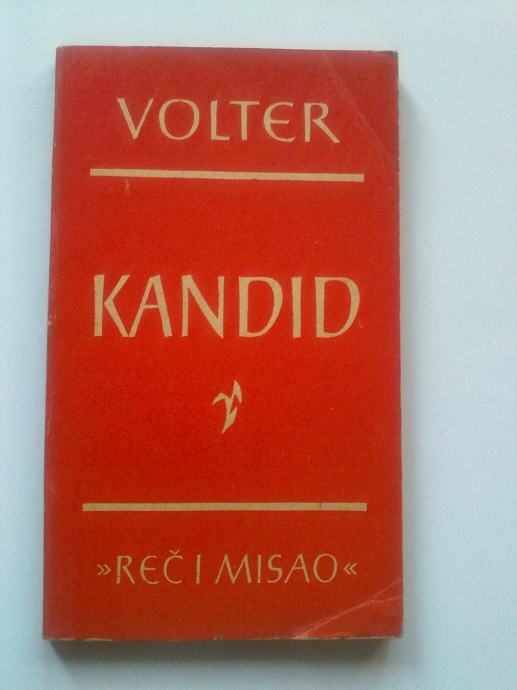 VOLTER
KANDID
»REČ I MISAO«